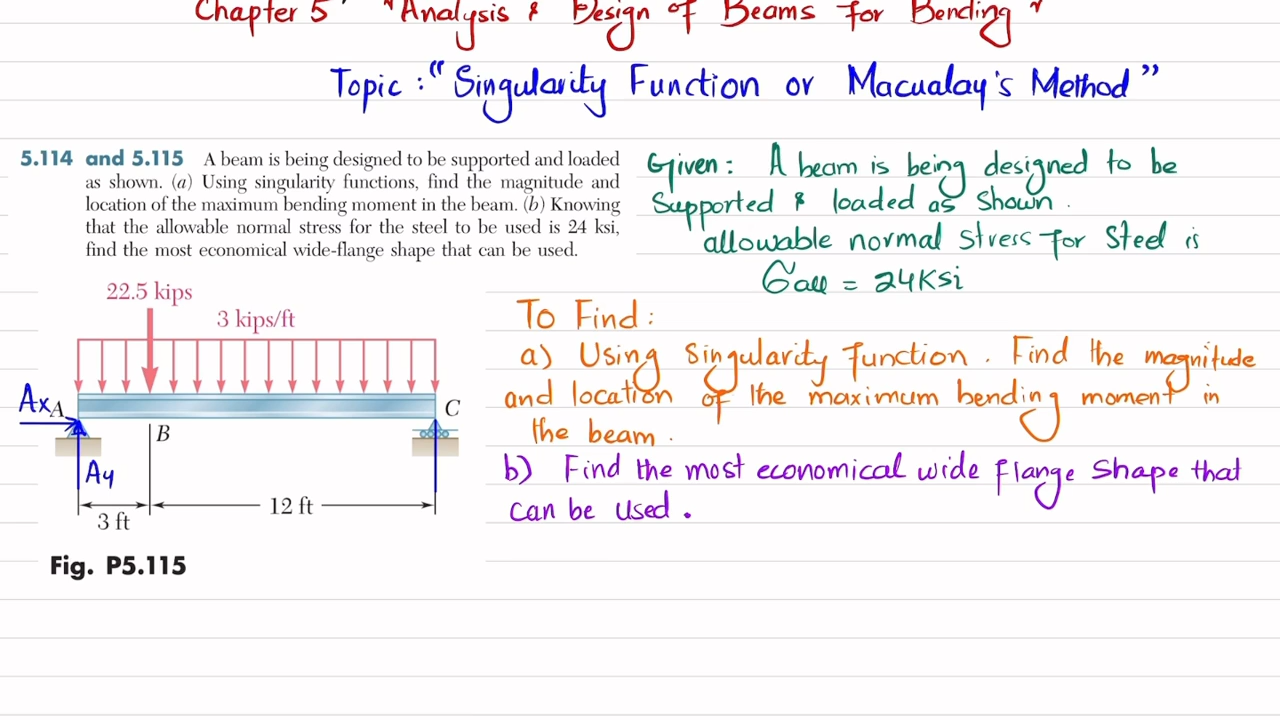 Chapter 5 "Analysis & Design of Beams for Bending"
Topic : "Singularity Function or Macualay's Method"
5.114 and 5.115 A beam is being designed to be supported and loaded
as shown. (a) Using singularity functions, find the magnitude and
location of the maximum bending moment in the beam. (b) Knowing
that the allowable normal stress for the steel to be used is 24 ksi,
find the most economical wide-flange shape that can be used.
Given : A beam is being designed to be
Supported & loaded as shown .
allowable normal stress for steel is
σall = 24Ksi
To Find :
a) Using singularity function . Find the magnitude
and location of the maximum bending moment in
the beam .
b) Find the most economical wide flange shape that
can be used .
22.5 kips
3 kips/ft
Ax
A
C
B
Ay
3 ft
12 ft
Fig. P5.115